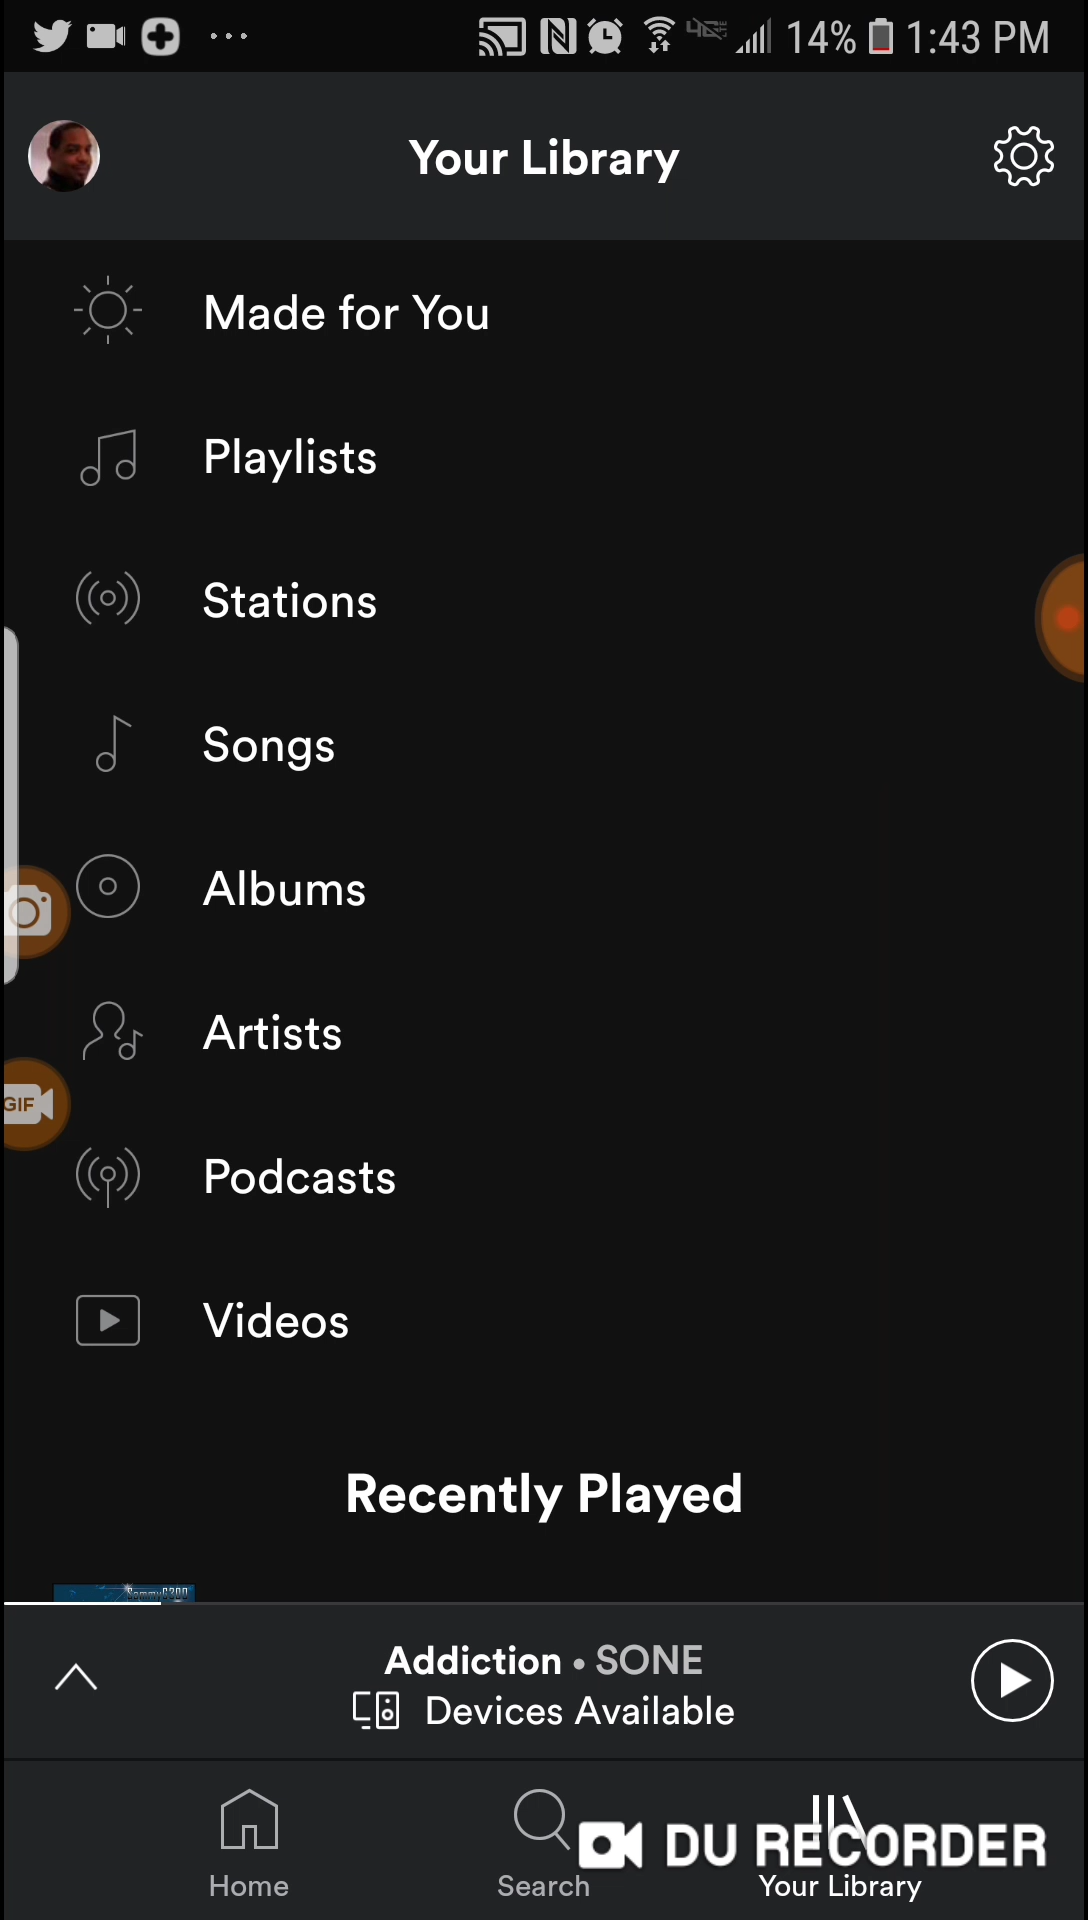 14% 1:43 PM
Your Library
Made for You
Playlists
Stations
Songs
Albums
Artists
GIF
Podcasts
Videos
Recently Played
SammyG300
Addiction • SONE
Devices Available
DU RECORDER
Home Search Your Library